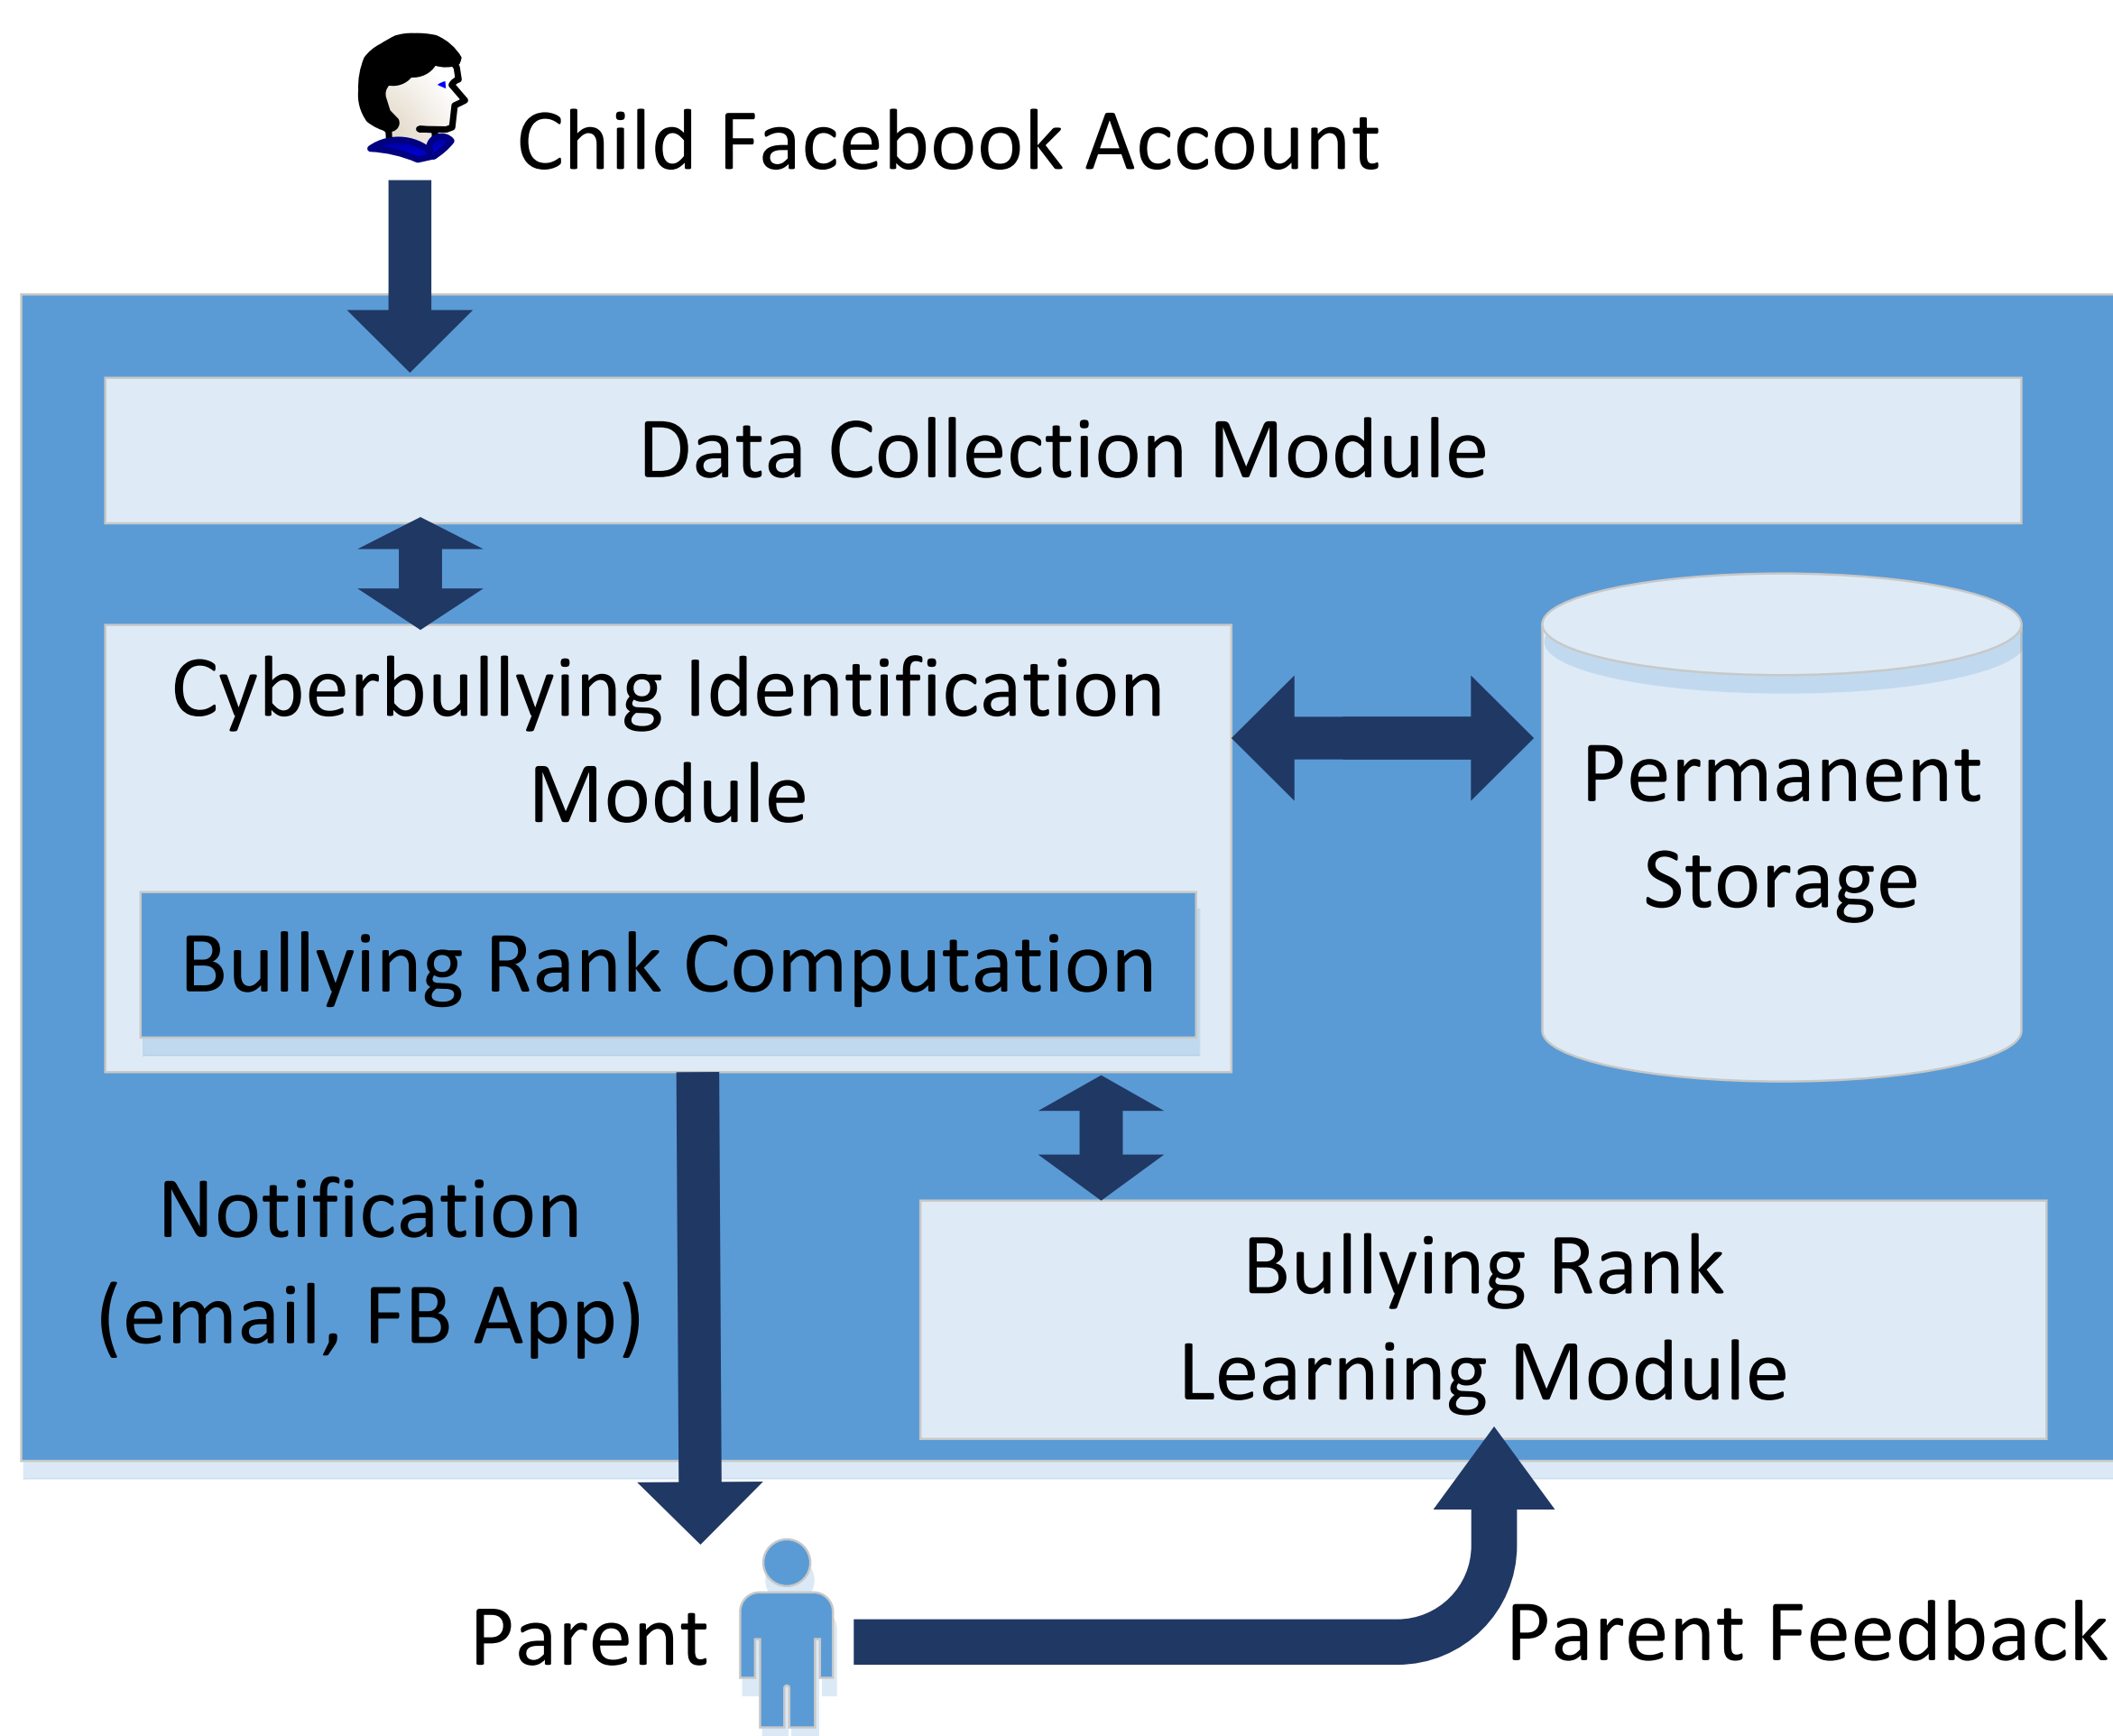 Child Facebook Account
Data Collection Module
Cyberbullying Identification
Module
Bullying Rank Computation
Permanent
Storage
Notification
(email, FB App)
Bullying Rank
Learning Module
Parent
Parent Feedback